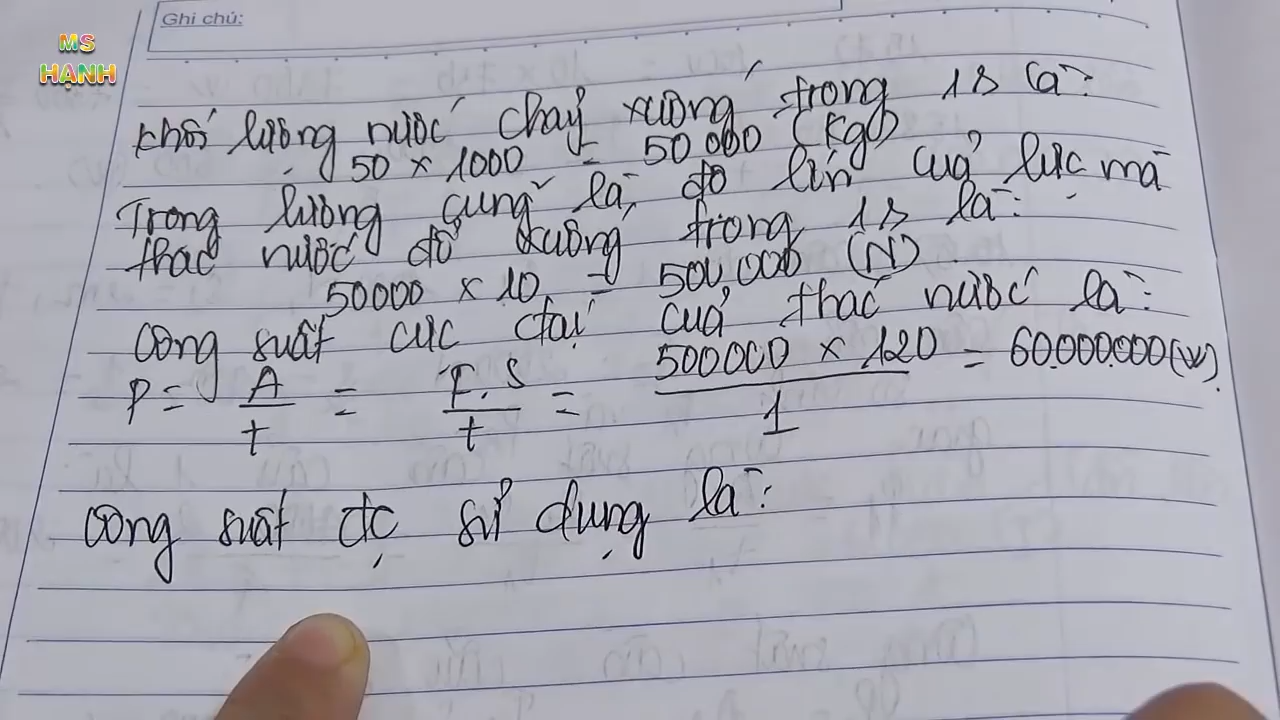 Ghi chú:
MS
HẠNH
Khối lượng nước chảy xuống trong 1s là:
50 x 1000 = 50 000 (Kg)
Trọng lượng cũng là độ lớn của lực mà
thác nước đổ xuống trong 1s là:
50000 x 10 = 500,000 (N).
Công suất cực đại của thác nước là:
P = A/t = F.s/t = 500000 x 120/1 = 60.000.000 (W).
Công suất đc sử dụng là: